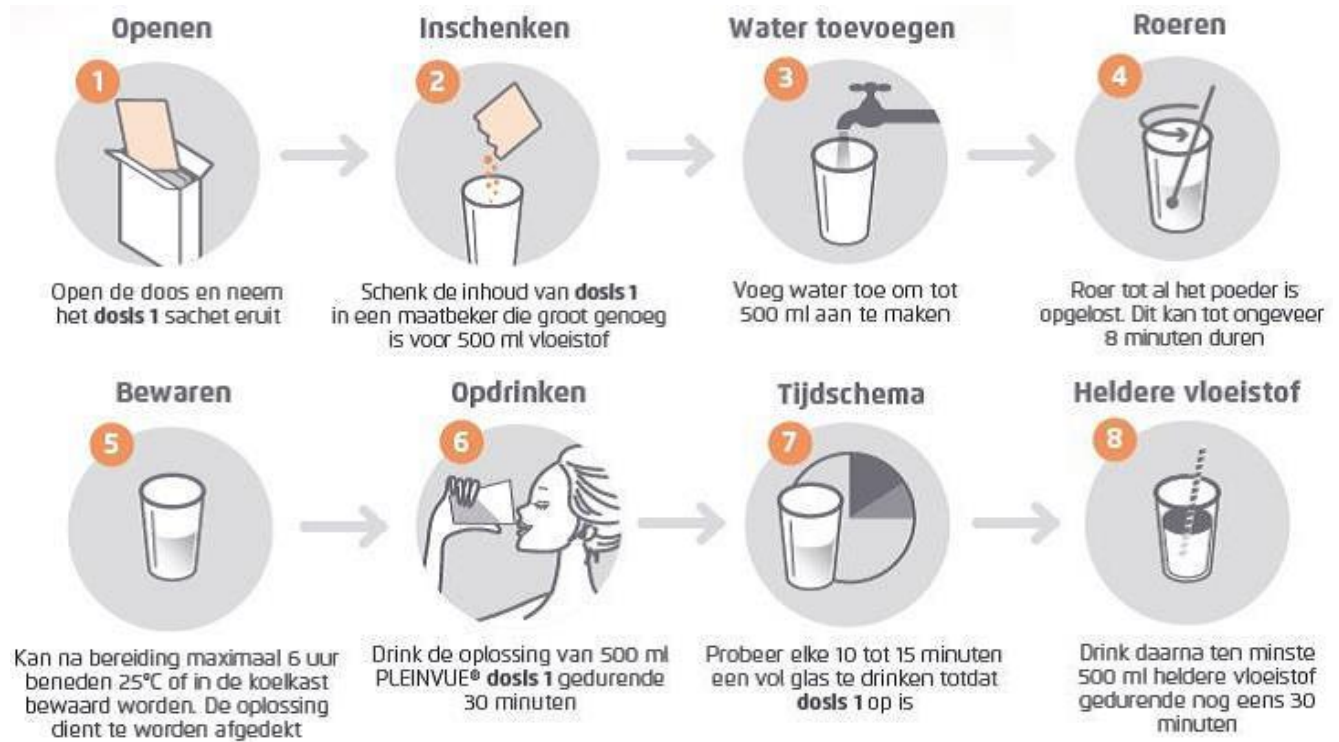 Openen
1
Open de doos en neem
het dosis 1 sachet eruit
Inschenken
2
Schenk de inhoud van dosis 1
in een maatbeker die groot genoeg
is voor 500 ml vloeistof
Water toevoegen
3
Voeg water toe om tot
500 ml aan te maken
Roeren
4
Roer tot al het poeder is
opgelost. Dit kan tot ongeveer
8 minuten duren
Bewaren
5
Kan na bereiding maximaal 6 uur
beneden 25°C of in de koelkast
bewaard worden. De oplossing
dient te worden afgedekt
Opdrinken
6
Drink de oplossing van 500 ml
PLEINVUE® dosis 1 gedurende
30 minuten
Tijdschema
7
Probeer elke 10 tot 15 minuten
een vol glas te drinken totdat
dosis 1 op is
Heldere vloeistof
8
Drink daarna ten minste
500 ml heldere vloeistof
gedurende nog eens 30
minuten